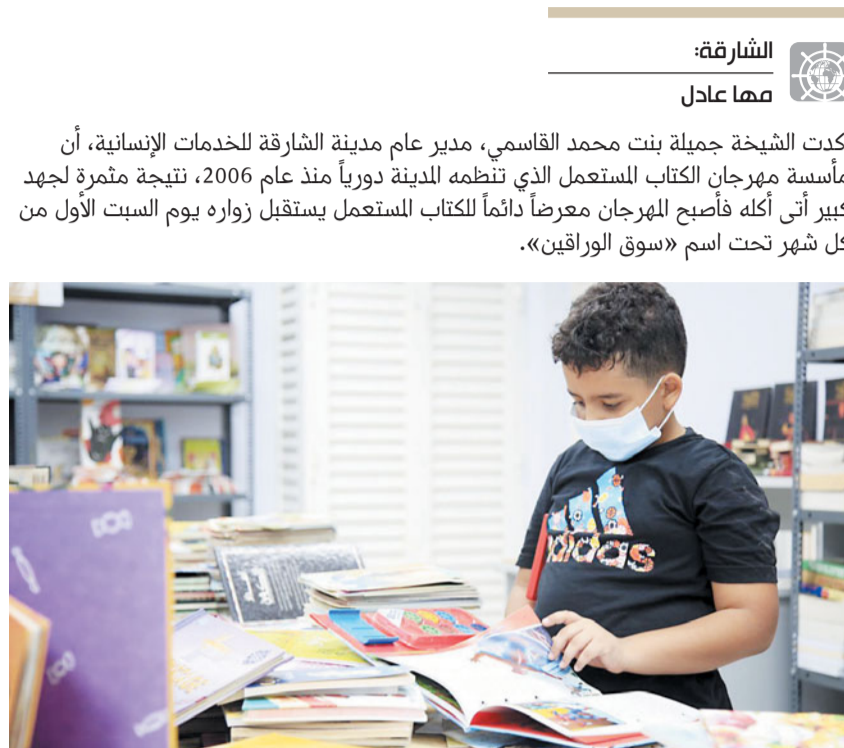 الشارقة:
مها عادل
كدت الشيخة جميلة بنت محمد القاسمي، مدير عام مدينة الشارقة للخدمات الإنسانية، أن
مأسسة مهرجان الكتاب المستعمل الذي تنظمه المدينة دورياً منذ عام 2006، نتيجة مثمرة لجهد
كبير أتى أكله فأصبح المهرجان معرضاً دائماً للكتاب المستعمل يستقبل زواره يوم السبت الأول من
كل شهر تحت اسم «سوق الوراقين».
adidas